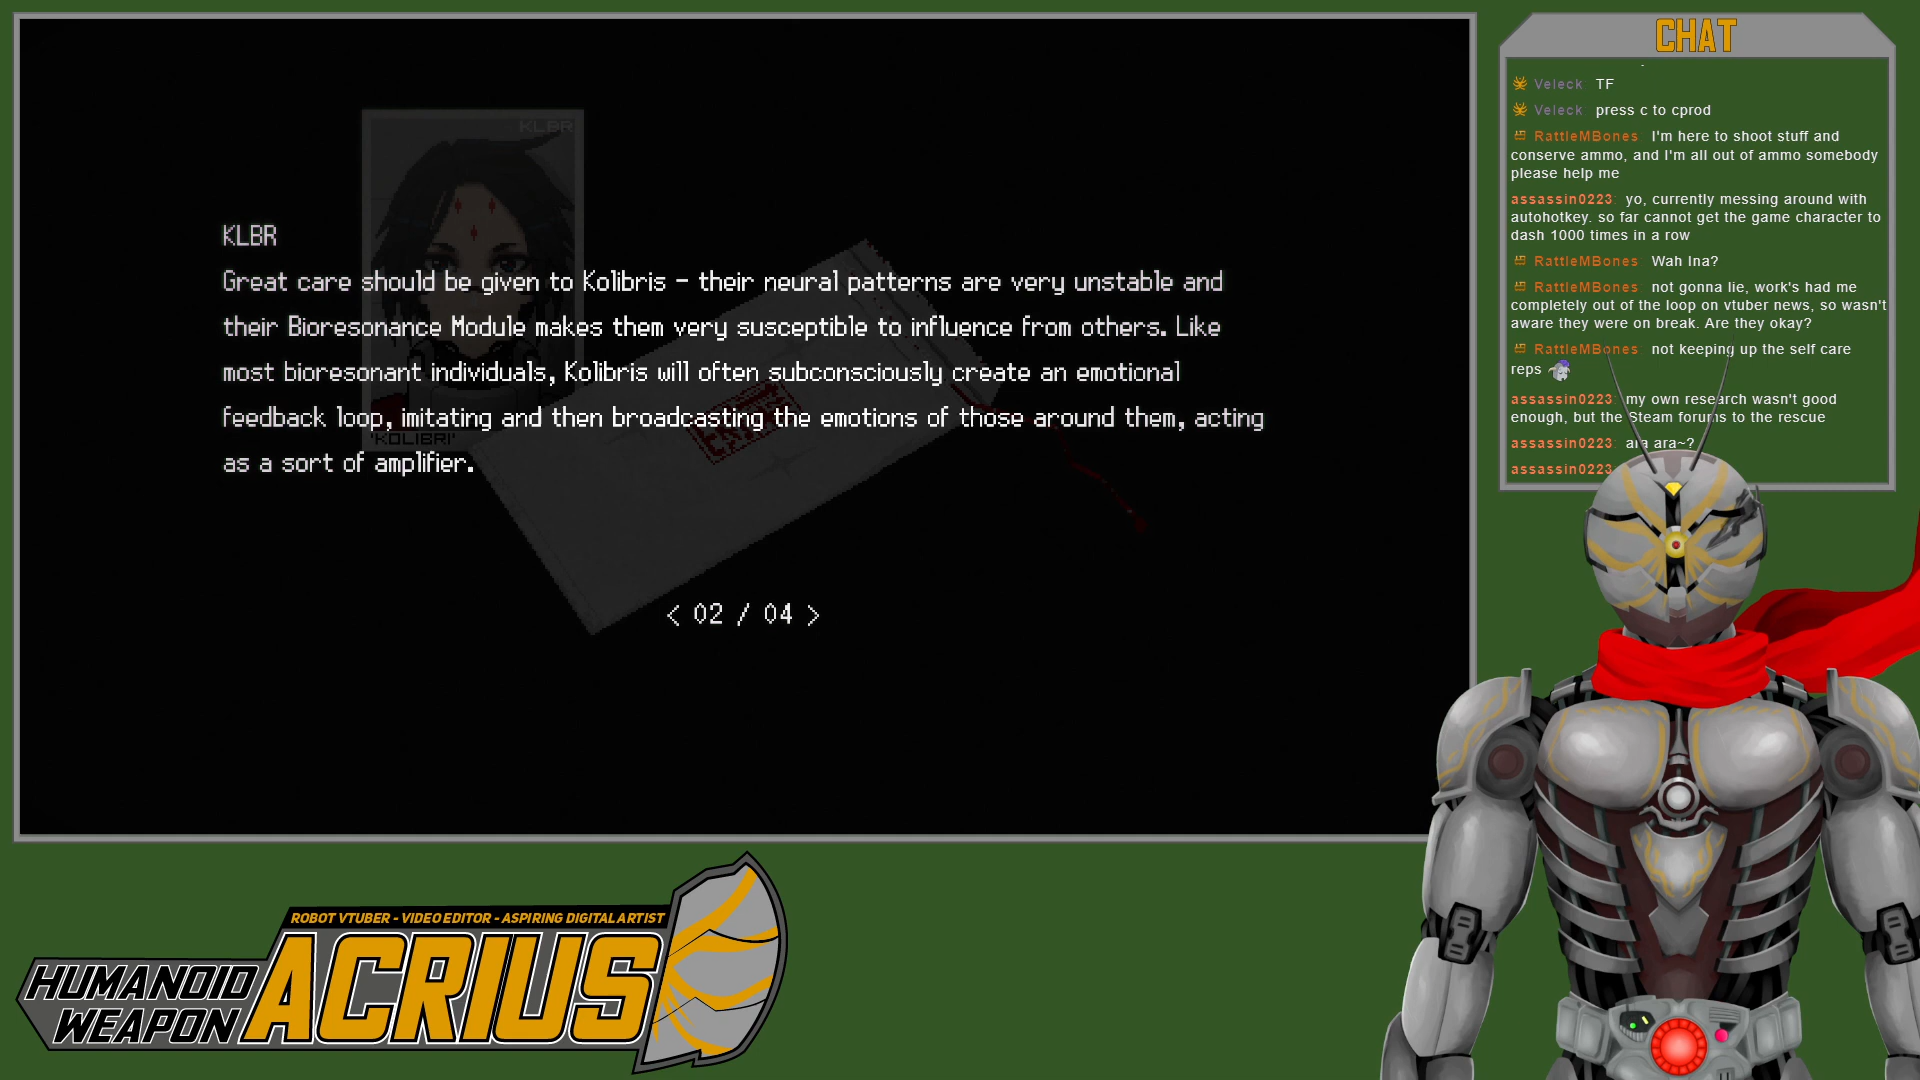 KLBR
KLBR
Great care should be given to Kolibris - their neural patterns are very unstable and
their Bioresonance Module makes them very susceptible to influence from others. Like
most bioresonant individuals, Kolibris will often subconsciously create an emotional
feedback loop, imitating and then broadcasting the emotions of those around them, acting
"KOLIBRI"
as a sort of amplifier.
< 02 / 04 >
CHAT
Veleck: TF
Veleck: press c to cprod
RattleMBones: I'm here to shoot stuff and
conserve ammo, and I'm all out of ammo somebody
please help me
assassin0223: yo, currently messing around with
autohotkey. so far cannot get the game character to
dash 1000 times in a row
RattleMBones: Wah Ina?
RattleMBones: not gonna lie, work's had me
completely out of the loop on vtuber news, so wasn't
aware they were on break. Are they okay?
RattleMBones: not keeping up the self care
reps
assassin0223: my own research wasn't good
enough, but the Steam forums to the rescue
assassin0223: ara ara~?
assassin0223
ROBOT VTUBER - VIDEO EDITOR - ASPIRING DIGITAL ARTIST
HUMANOID
WEAPON
ACRIUS